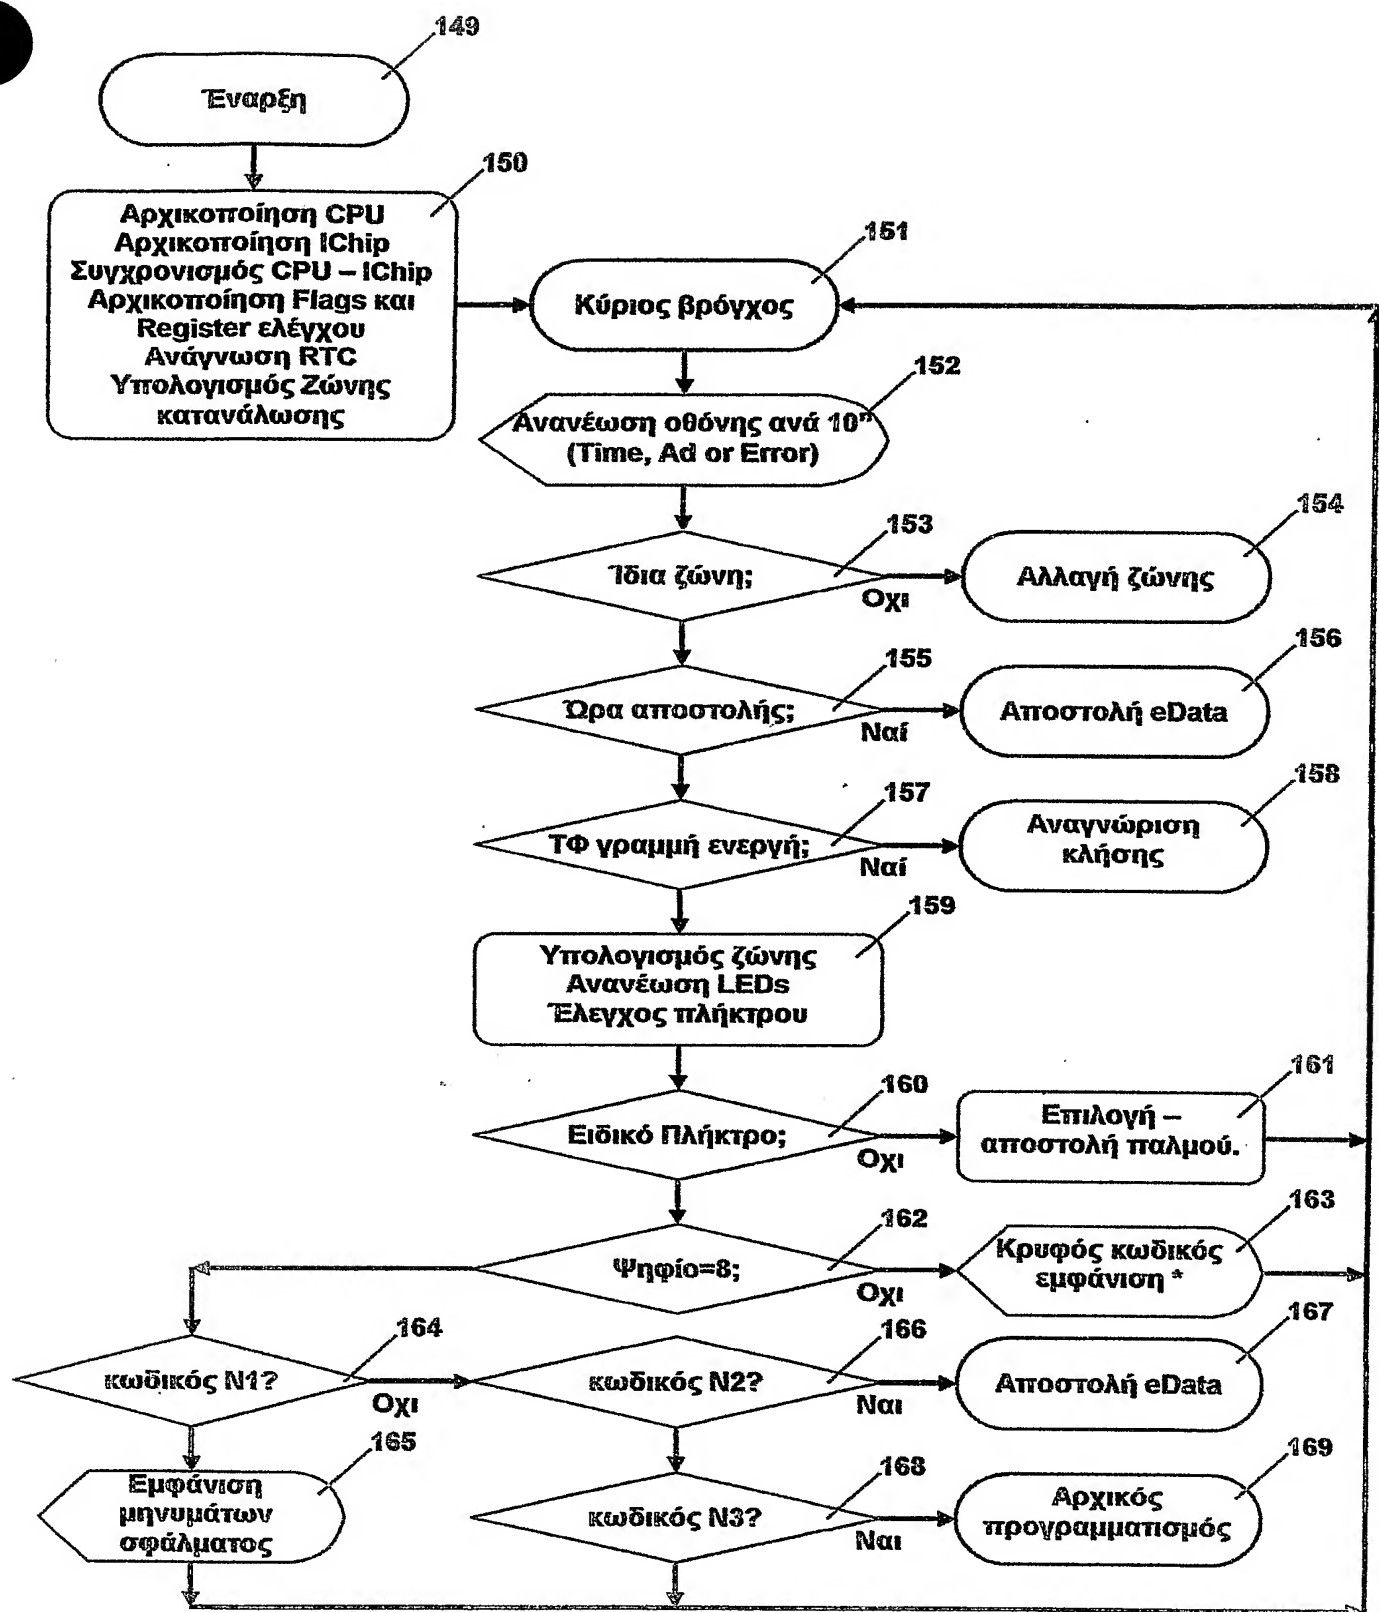 149
Έναρξη
150
Αρχικοποίηση CPU
Αρχικοποίηση IChip
Συγχρονισμός CPU – IChip
Αρχικοποίηση Flags και
Register ελέγχου
Ανάγνωση RTC
Υπολογισμός Ζώνης
κατανάλωσης
151
Κύριος βρόγχος
152
Ανανέωση οθόνης ανά 10"
(Time, Ad or Error)
153
Ίδια ζώνη;
Οχι
154
Αλλαγή ζώνης
155
Ώρα αποστολής;
Ναί
156
Αποστολή eData
157
ΤΦ γραμμή ενεργή;
Ναί
158
Αναγνώριση
κλήσης
159
Υπολογισμός ζώνης
Ανανέωση LEDs
Έλεγχος πλήκτρου
160
Ειδικό Πλήκτρο;
Οχι
161
Επιλογή –
αποστολή παλμού.
162
Ψηφίο=8;
Οχι
163
Κρυφός κωδικός
εμφάνιση *
164
κωδικός N1?
Οχι
166
κωδικός N2?
Ναι
167
Αποστολή eData
165
Εμφάνιση
μηνυμάτων
σφάλματος
168
κωδικός N3?
Ναι
169
Αρχικός
προγραμματισμός